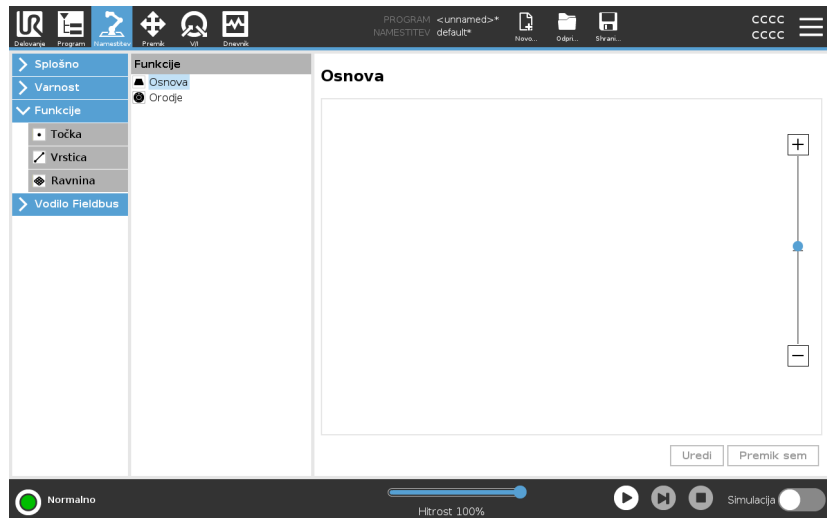 PROGRAM <unnamed>*
NAMESTITEV default*
Delovanje Program Namestitev Premik V/I Dnevnik
Novo... Odpri... Shrani...
CCCC
CCCC
Splošno
Varnost
Funkcije
Točka
Vrstica
Ravnina
Vodilo Fieldbus
Funkcije
Osnova
Orodje
Osnova
Uredi Premik sem
Normalno
Hitrost 100%
Simulacija